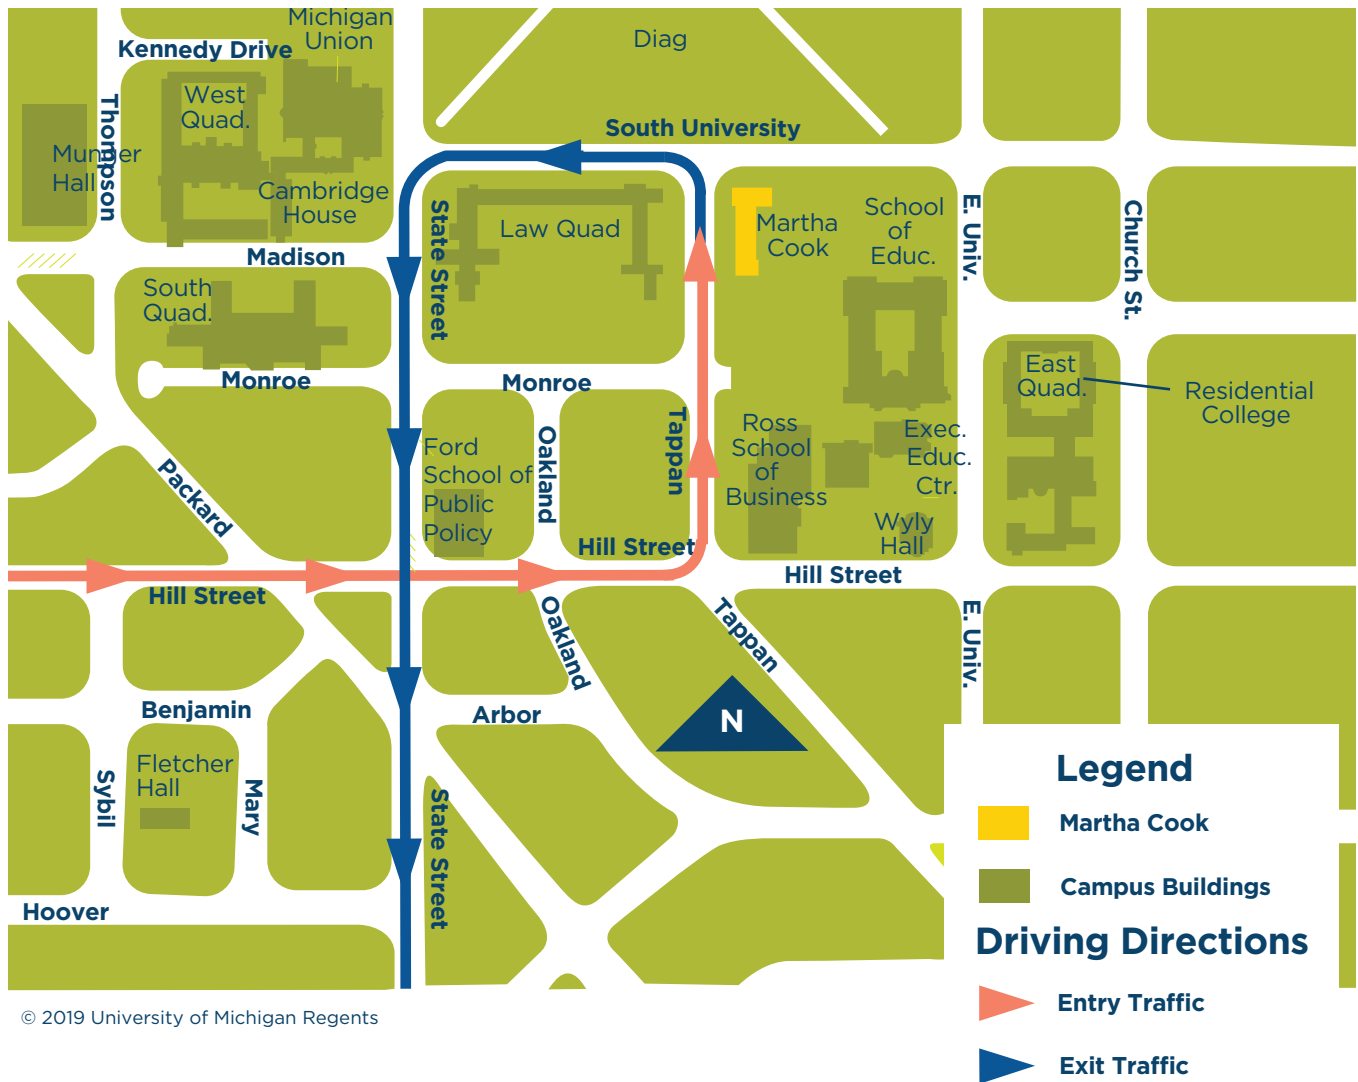 Michigan
Union
Diag
Kennedy Drive
West
Quad.
Thompson
South University
Munger
Hall
Cambridge
House
State Street
Law Quad
Martha
Cook
School
of
Educ.
E. Univ.
Church St.
Madison
South
Quad.
Monroe
Monroe
East
Quad.
Residential
College
Ford
School of
Public
Policy
Oakland
Tappan
Ross
School
of
Business
Exec.
Educ.
Ctr.
Packard
Wyly
Hall
Hill Street
Hill Street
Hill Street
Oakland
Tappan
E. Univ.
Benjamin
Arbor
N
Fletcher
Hall
Sybil
Mary
State Street
Hoover
Legend
Martha Cook
Campus Buildings
Driving Directions
Entry Traffic
Exit Traffic
© 2019 University of Michigan Regents